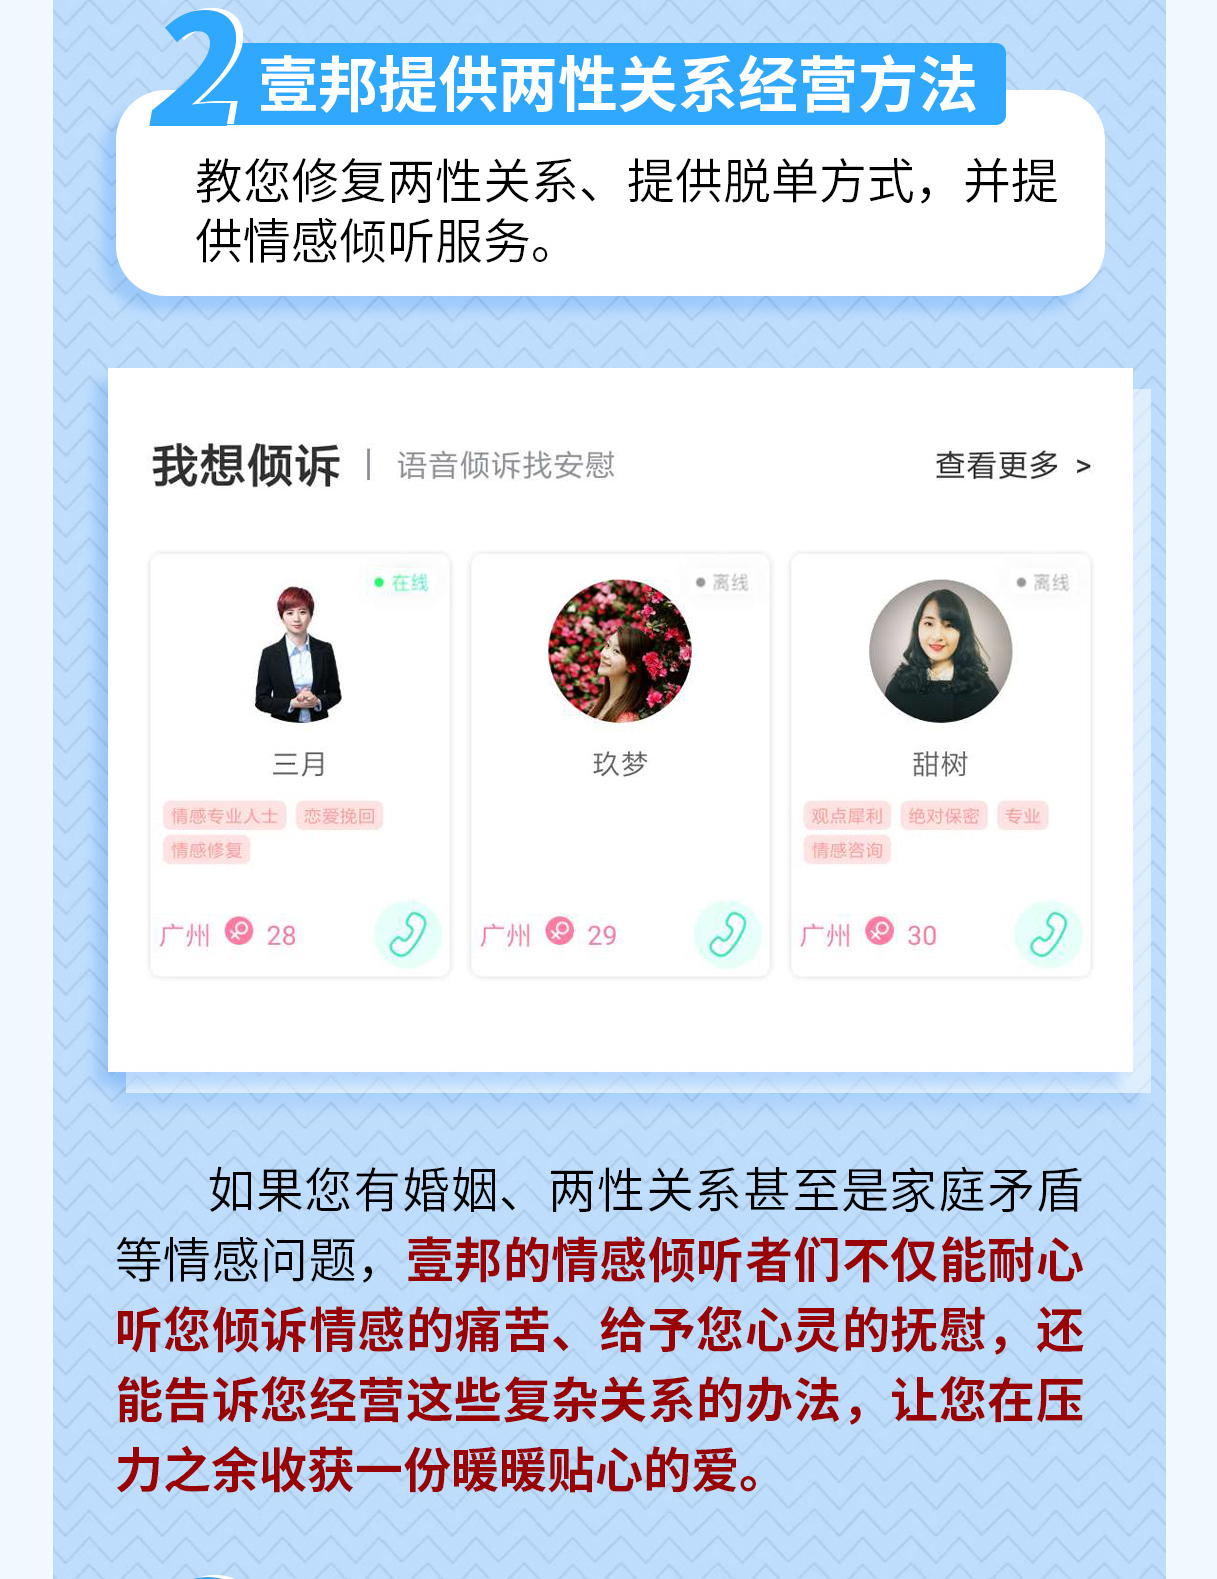 2 壹邦提供两性关系经营方法
教您修复两性关系、提供脱单方式，并提
供情感倾听服务。
我想倾诉 | 语音倾诉找安慰 查看更多 >
在线 离线 离线
三月 玖梦 甜树
情感专业人士 恋爱挽回 观点犀利 绝对保密 专业
情感修复 情感咨询
广州 28 广州 29 广州 30
如果您有婚姻、两性关系甚至是家庭矛盾
等情感问题，壹邦的情感倾听者们不仅能耐心
听您倾诉情感的痛苦、给予您心灵的抚慰，还
能告诉您经营这些复杂关系的办法，让您在压
力之余收获一份暖暖贴心的爱。